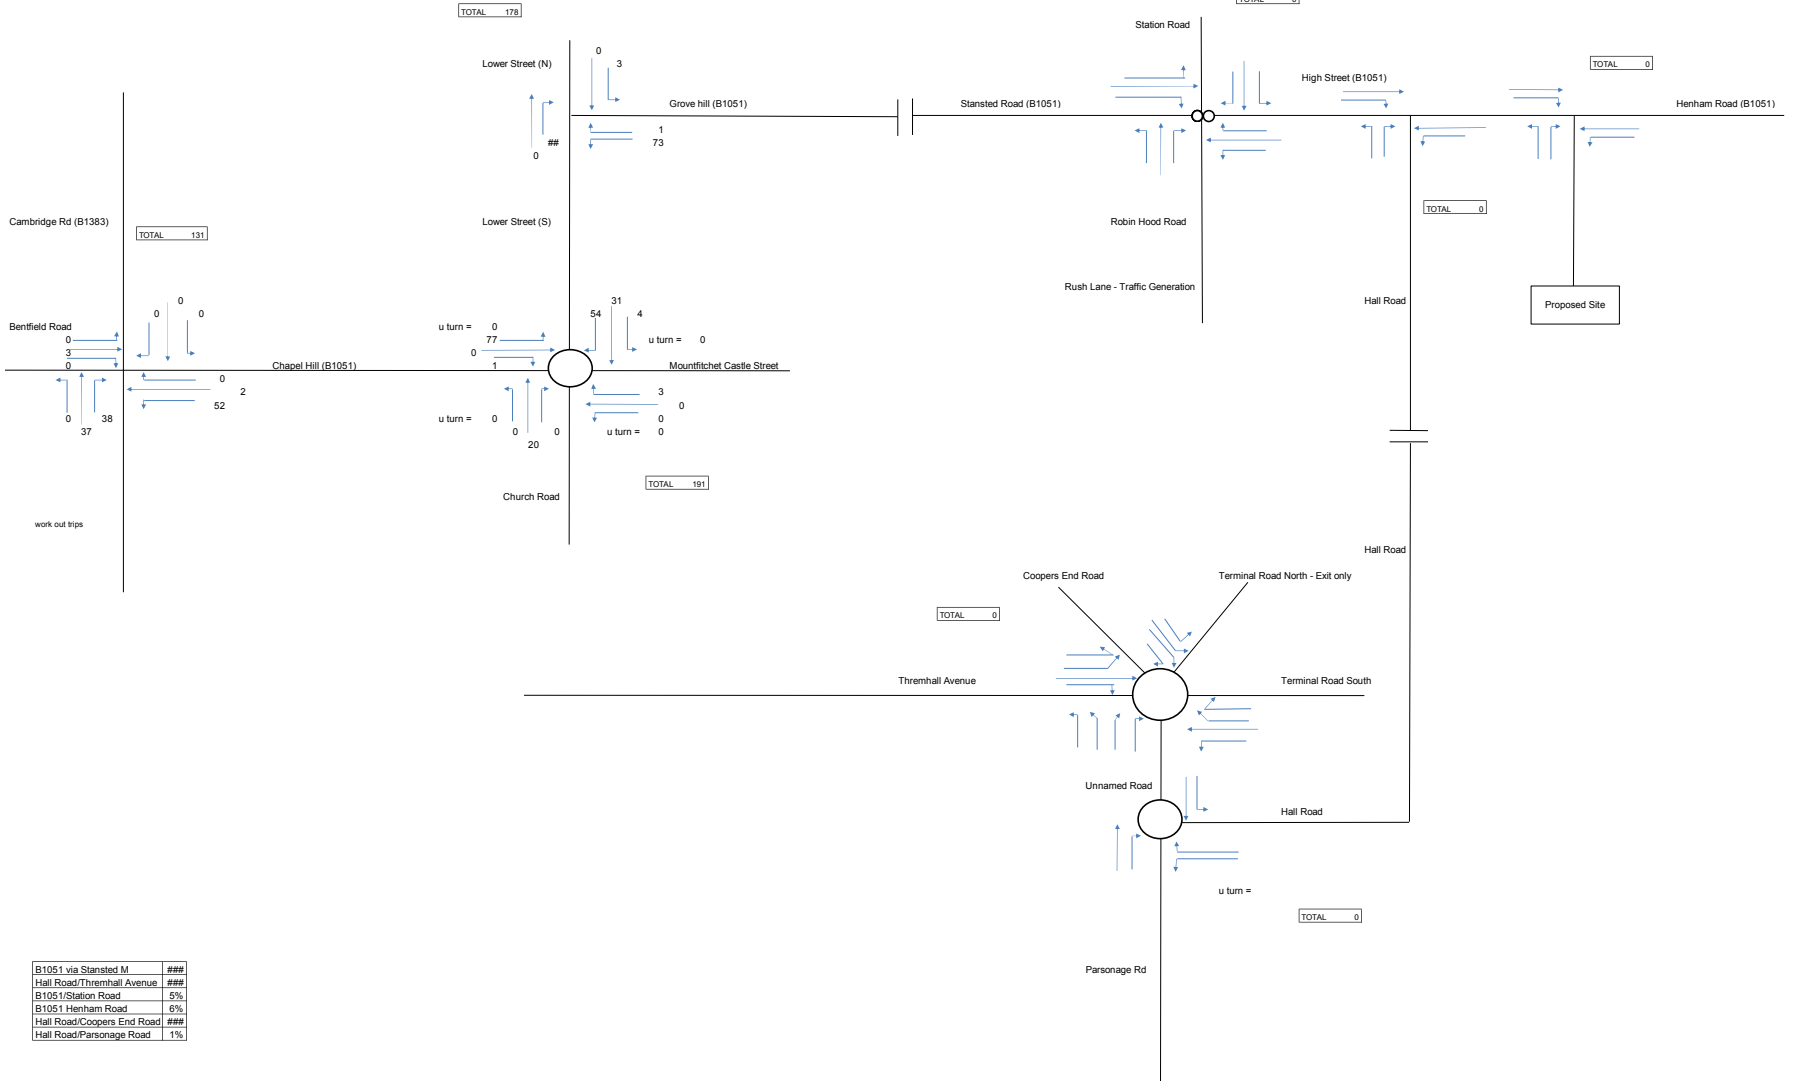 TOTAL 178
Station Road
Lower Street (N)
0
3
High Street (B1051)
TOTAL 0
Grove hill (B1051)
Stansted Road (B1051)
Henham Road (B1051)
1
##
73
0
Cambridge Rd (B1383)
TOTAL 131
Lower Street (S)
Robin Hood Road
TOTAL 0
Rush Lane - Traffic Generation
Hall Road
Proposed Site
0
0
0
Bentfield Road
0
3
0
u turn = 0
77
0
1
31
54
4
u turn = 0
Chapel Hill (B1051)
Mountfitchet Castle Street
0
2
52
0
38
37
3
0
0
u turn = 0
u turn = 0
0
0
20
TOTAL 191
Church Road
work out trips
Hall Road
Coopers End Road
Terminal Road North - Exit only
TOTAL 0
Thremhall Avenue
Terminal Road South
Unnamed Road
Hall Road
u turn =
TOTAL 0
Parsonage Rd
B1051 via Stansted M ###
Hall Road/Thremhall Avenue ###
B1051/Station Road 5%
B1051 Henham Road 6%
Hall Road/Coopers End Road ###
Hall Road/Parsonage Road 1%